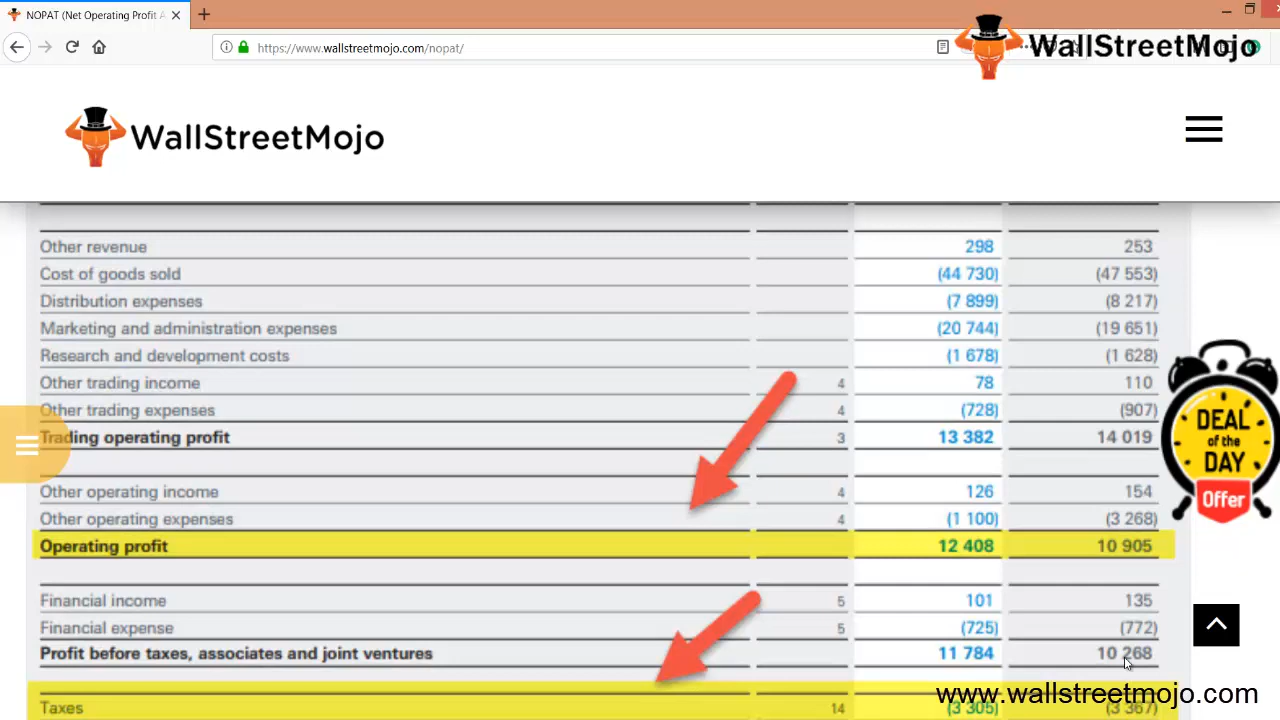 NOPAT (Net Operating Profit A
https://www.wallstreetmojo.com/nopat/
WallStreetMojo
WallStreetMojo
Other revenue 298 253
Cost of goods sold (44 730) (47 553)
Distribution expenses (7 899) (8 217)
Marketing and administration expenses (20 744) (19 651)
Research and development costs (1 678) (1 628)
Other trading income 4 78 110
Other trading expenses 4 (728) (907)
Trading operating profit 3 13 382 14 019
DEAL
of the
DAY
Offer
Other operating income 4 126 154
Other operating expenses 4 (1 100) (3 268)
Operating profit 12 408 10 905
Financial income 5 101 135
Financial expense 5 (725) (772)
Profit before taxes, associates and joint ventures 11 784 10 268
www.wallstreetmojo.com
Taxes 14 (3 305) (3 367)